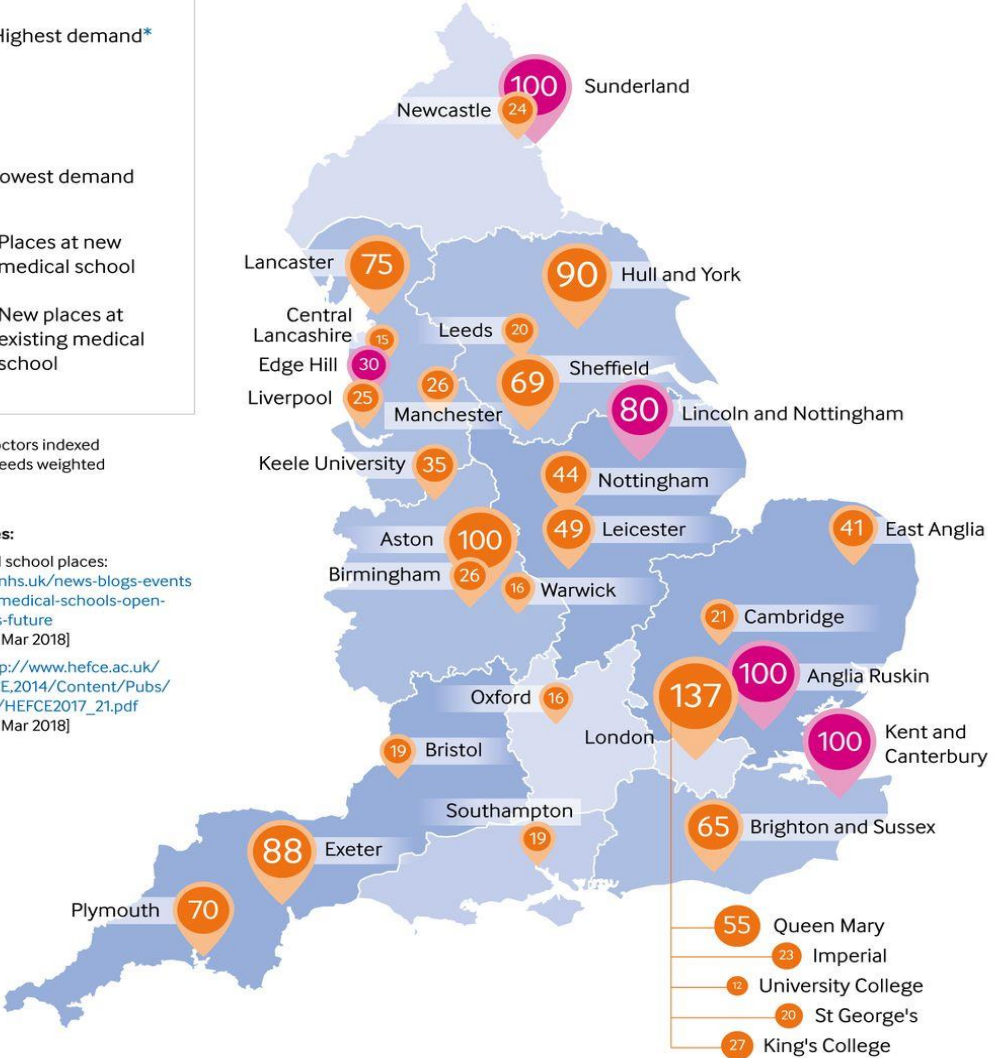 Highest demand*
owest demand
Places at new
medical school
New places at
existing medical
school
ctors indexed
eeds weighted
es:
l school places:
nhs.uk/news-blogs-events
medical-schools-open-
s-future
Mar 2018]
p://www.hefce.ac.uk/
E,2014/Content/Pubs/
/HEFCE2017_21.pdf
Mar 2018]
100 Sunderland
Newcastle 24
Lancaster 75
90 Hull and York
Central
Lancashire 15
Leeds 20
Edge Hill 30
Sheffield
69
Liverpool 25
26
Manchester
80 Lincoln and Nottingham
Keele University 35
44 Nottingham
Aston 100
49 Leicester
41 East Anglia
Birmingham 26
16 Warwick
21 Cambridge
100 Anglia Ruskin
Oxford 16
137
London
100 Kent and
Canterbury
19 Bristol
Southampton
19
65 Brighton and Sussex
88 Exeter
Plymouth 70
55 Queen Mary
23 Imperial
12 University College
20 St George's
27 King's College